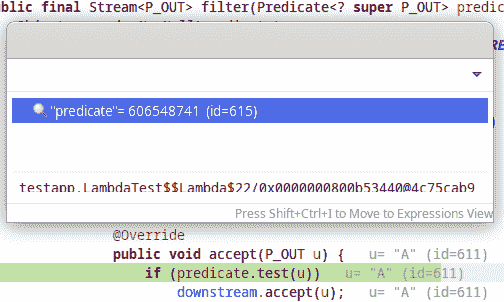 ublic final Stream<P_OUT> filter(Predicate<? super P_OUT> predic
RE
"predicate"= 606548741 (id=615)
testapp.LambdaTest$$Lambda$22/0x0000000800b53440@4c75cab9
Press Shift+Ctrl+I to Move to Expressions View
@Override
public void accept(P_OUT u) { u= "A" (id=611)
if (predicate.test(u)) u= "A" (id=611)
downstream.accept(u); u= "A" (id=611)